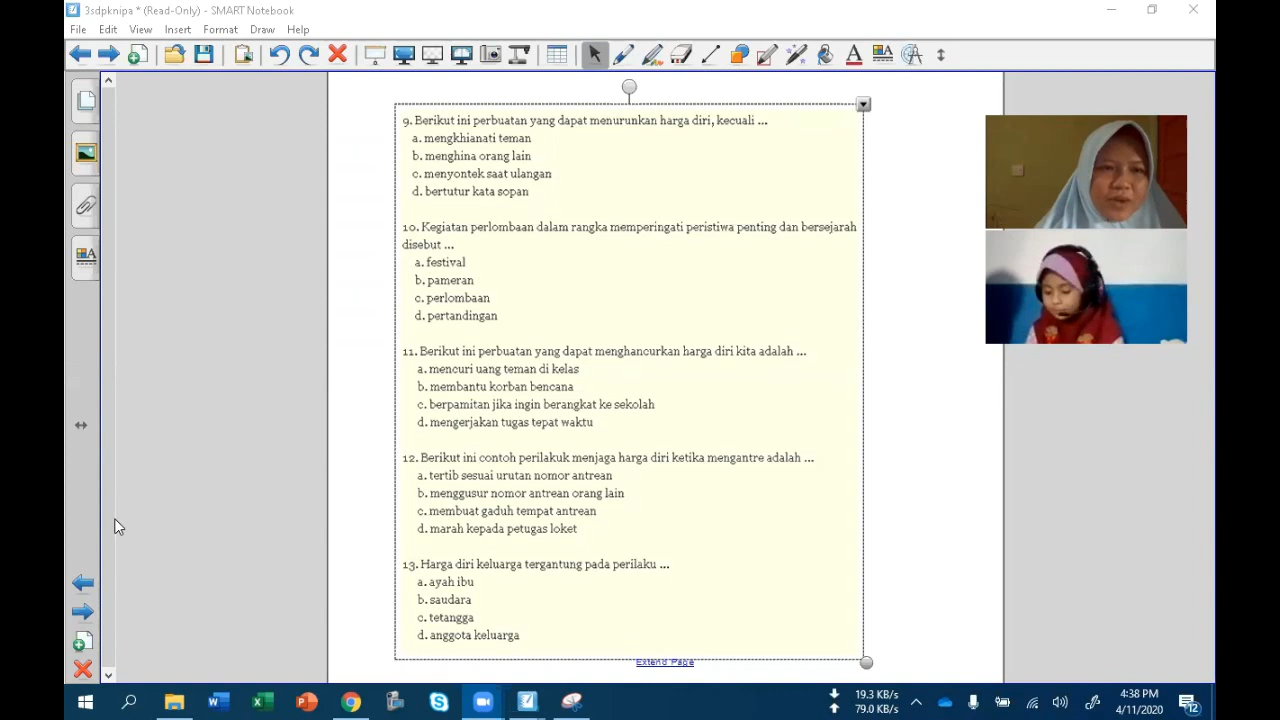 3sdpknipa * (Read-Only) - SMART Notebook
File Edit View Insert Format Draw Help
9. Berikut ini perbuatan yang dapat menurunkan harga diri, kecuali ...
a. mengkhianati teman
b. menghina orang lain
c. menyontek saat ulangan
d. bertutur kata sopan
10. Kegiatan perlombaan dalam rangka memperingati peristiwa penting dan bersejarah
disebut ...
a. festival
b. pameran
c. perlombaan
d. pertandingan
11. Berikut ini perbuatan yang dapat menghancurkan harga diri kita adalah ...
a. mencuri uang teman di kelas
b. membantu korban bencana
c. berpamitan jika ingin berangkat ke sekolah
d. mengerjakan tugas tepat waktu
12. Berikut ini contoh perilakuk menjaga harga diri ketika mengantre adalah ...
a. tertib sesuai urutan nomor antrean
b. menggusur nomor antrean orang lain
c. membuat gaduh tempat antrean
d. marah kepada petugas loket
13. Harga diri keluarga tergantung pada perilaku ...
a. ayah ibu
b. saudara
c. tetangga
d. anggota keluarga
Extend Page
19.3 KB/s
79.0 KB/s
4:38 PM
4/11/2020
12